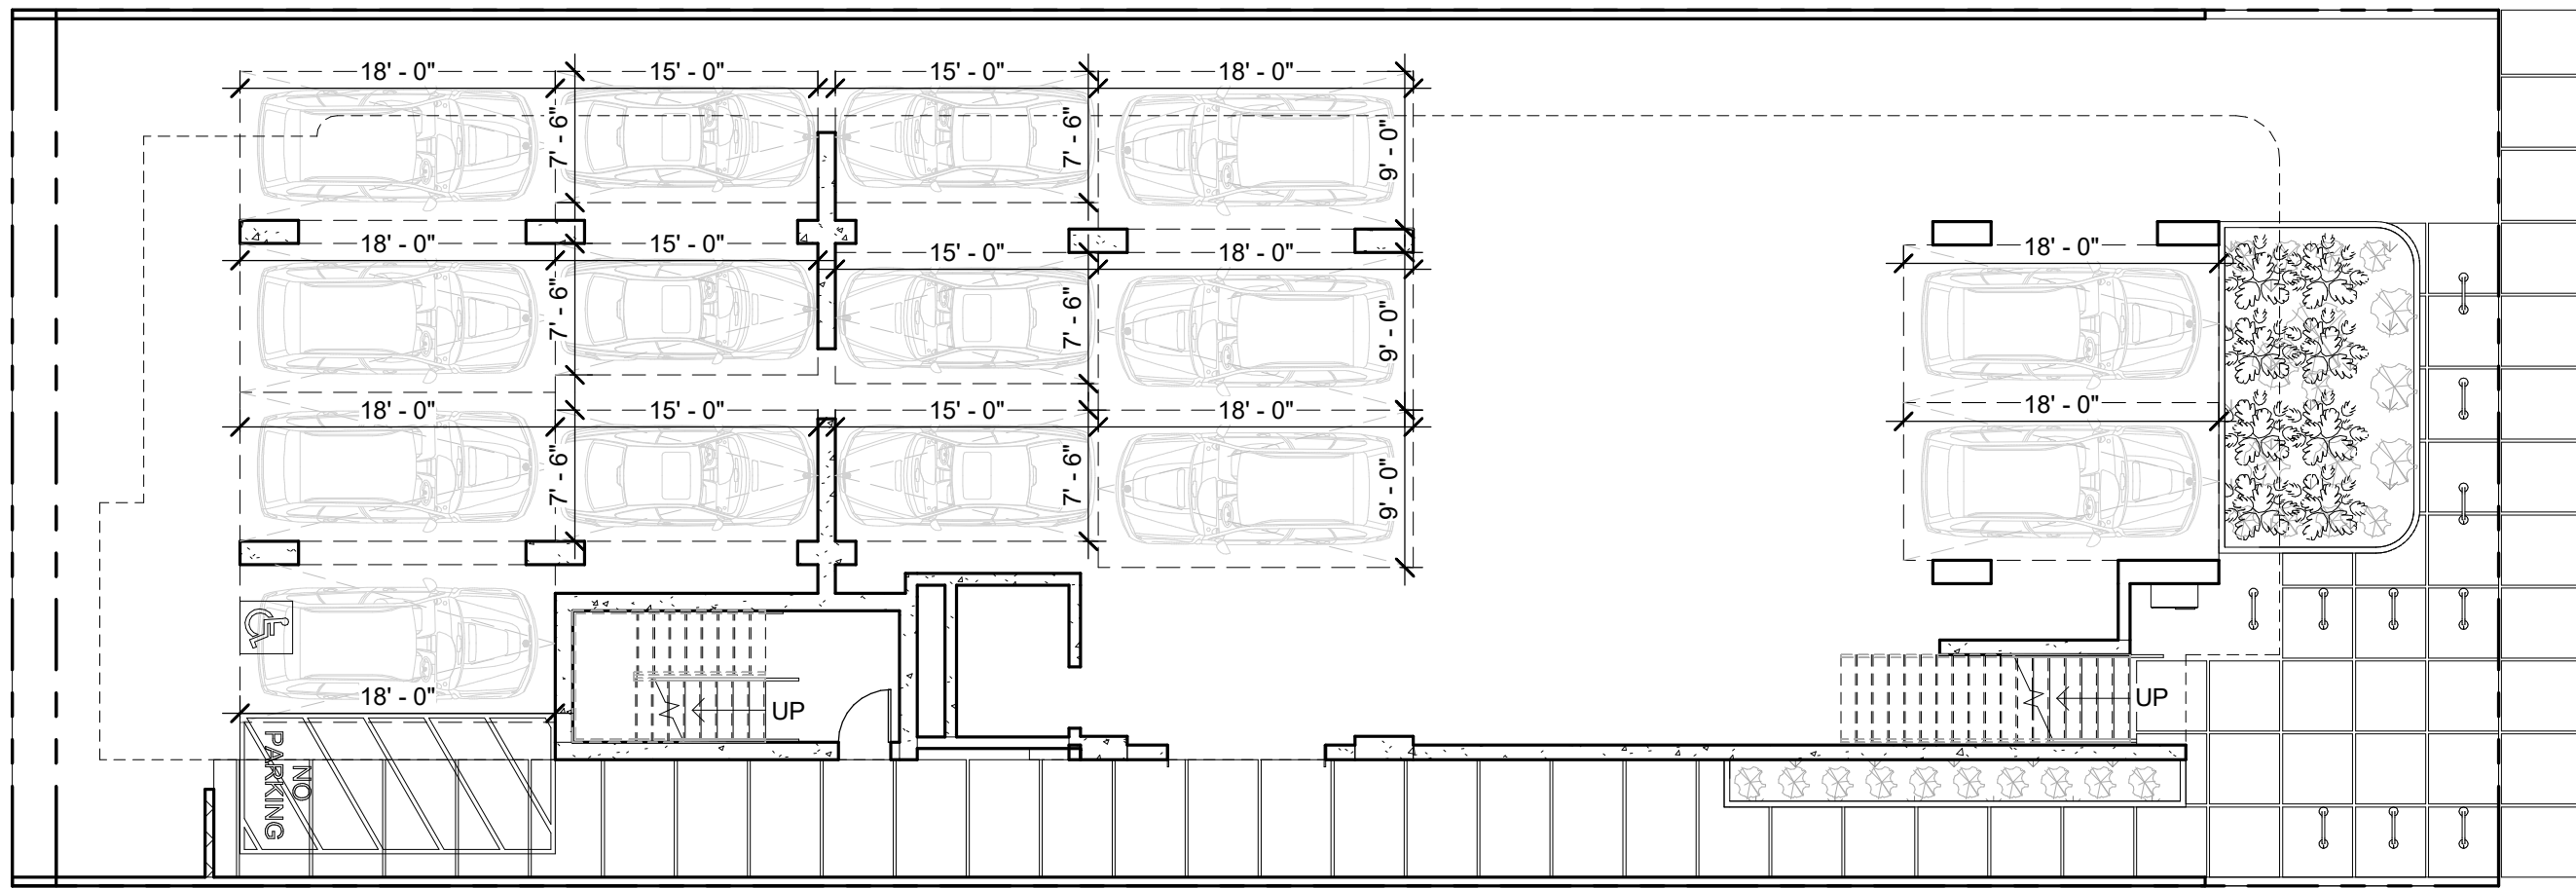 18' - 0"
15' - 0"
15' - 0"
18' - 0"
7' - 6"
7' - 6"
9' - 0"
18' - 0"
15' - 0"
15' - 0"
18' - 0"
18' - 0"
7' - 6"
7' - 6"
9' - 0"
18' - 0"
15' - 0"
15' - 0"
18' - 0"
18' - 0"
7' - 6"
7' - 6"
9' - 0"
18' - 0"
UP
UP
NO
PARKING